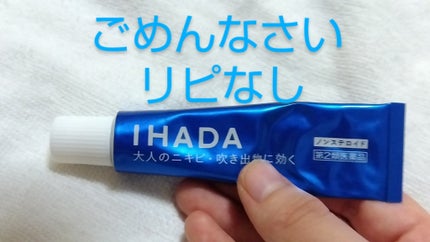 ごめんなさい
リピなし
IHADA
ノンステロイド
大人のニキビ・吹き出物に効く
第2類医薬品